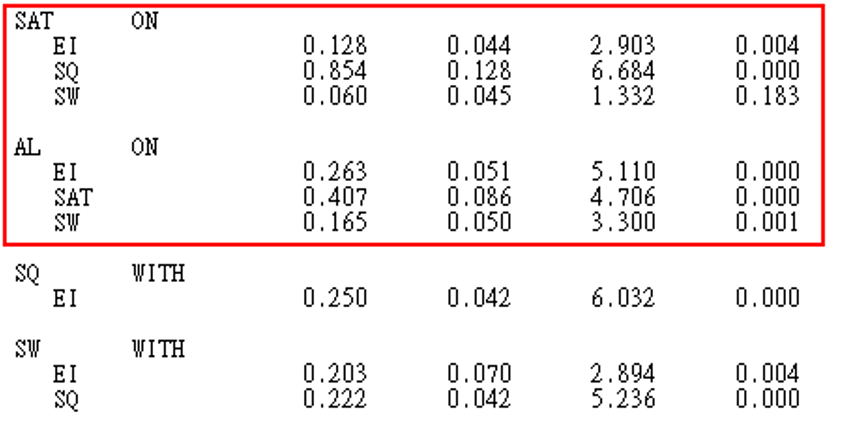 SAT ON
EI 0.128 0.044 2.903 0.004
SQ 0.854 0.128 6.684 0.000
SW 0.060 0.045 1.332 0.183
AL ON
EI 0.263 0.051 5.110 0.000
SAT 0.407 0.086 4.706 0.000
SW 0.165 0.050 3.300 0.001
SQ WITH
EI 0.250 0.042 6.032 0.000
SW WITH
EI 0.203 0.070 2.894 0.004
SQ 0.222 0.042 5.236 0.000